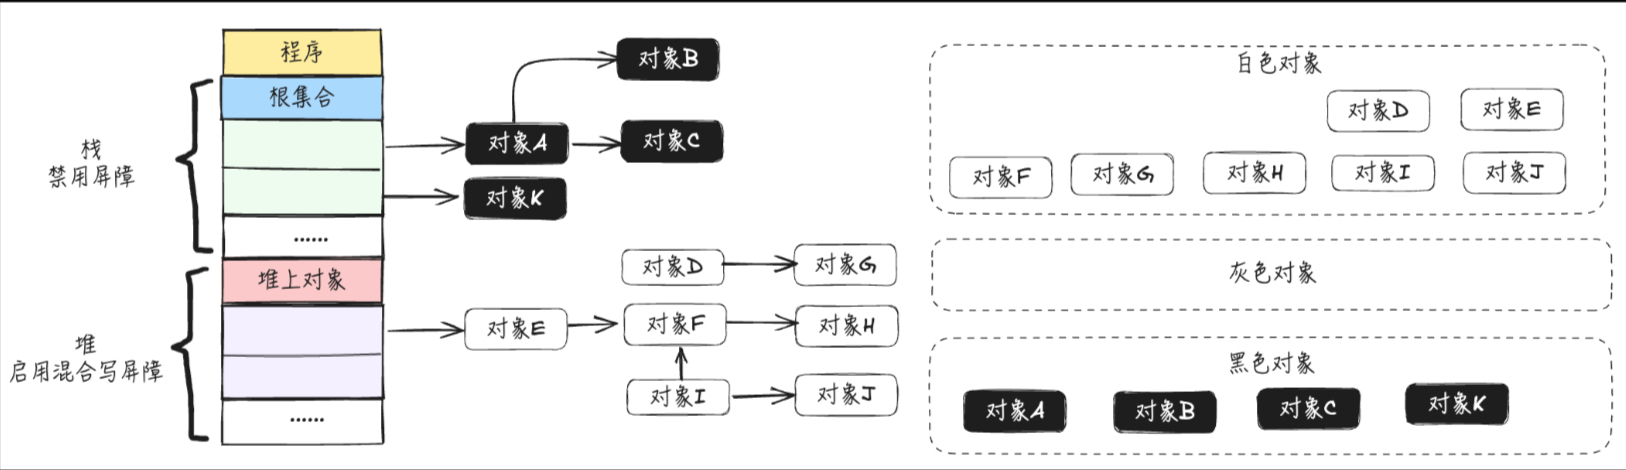 程序
根集合
......
栈
禁用屏障
堆上对象
......
堆
启用混合写屏障
对象B
对象A
对象C
对象K
对象D
对象G
对象E
对象F
对象H
对象I
对象J
白色对象
对象D
对象E
对象F
对象G
对象H
对象I
对象J
灰色对象
黑色对象
对象A
对象B
对象C
对象K